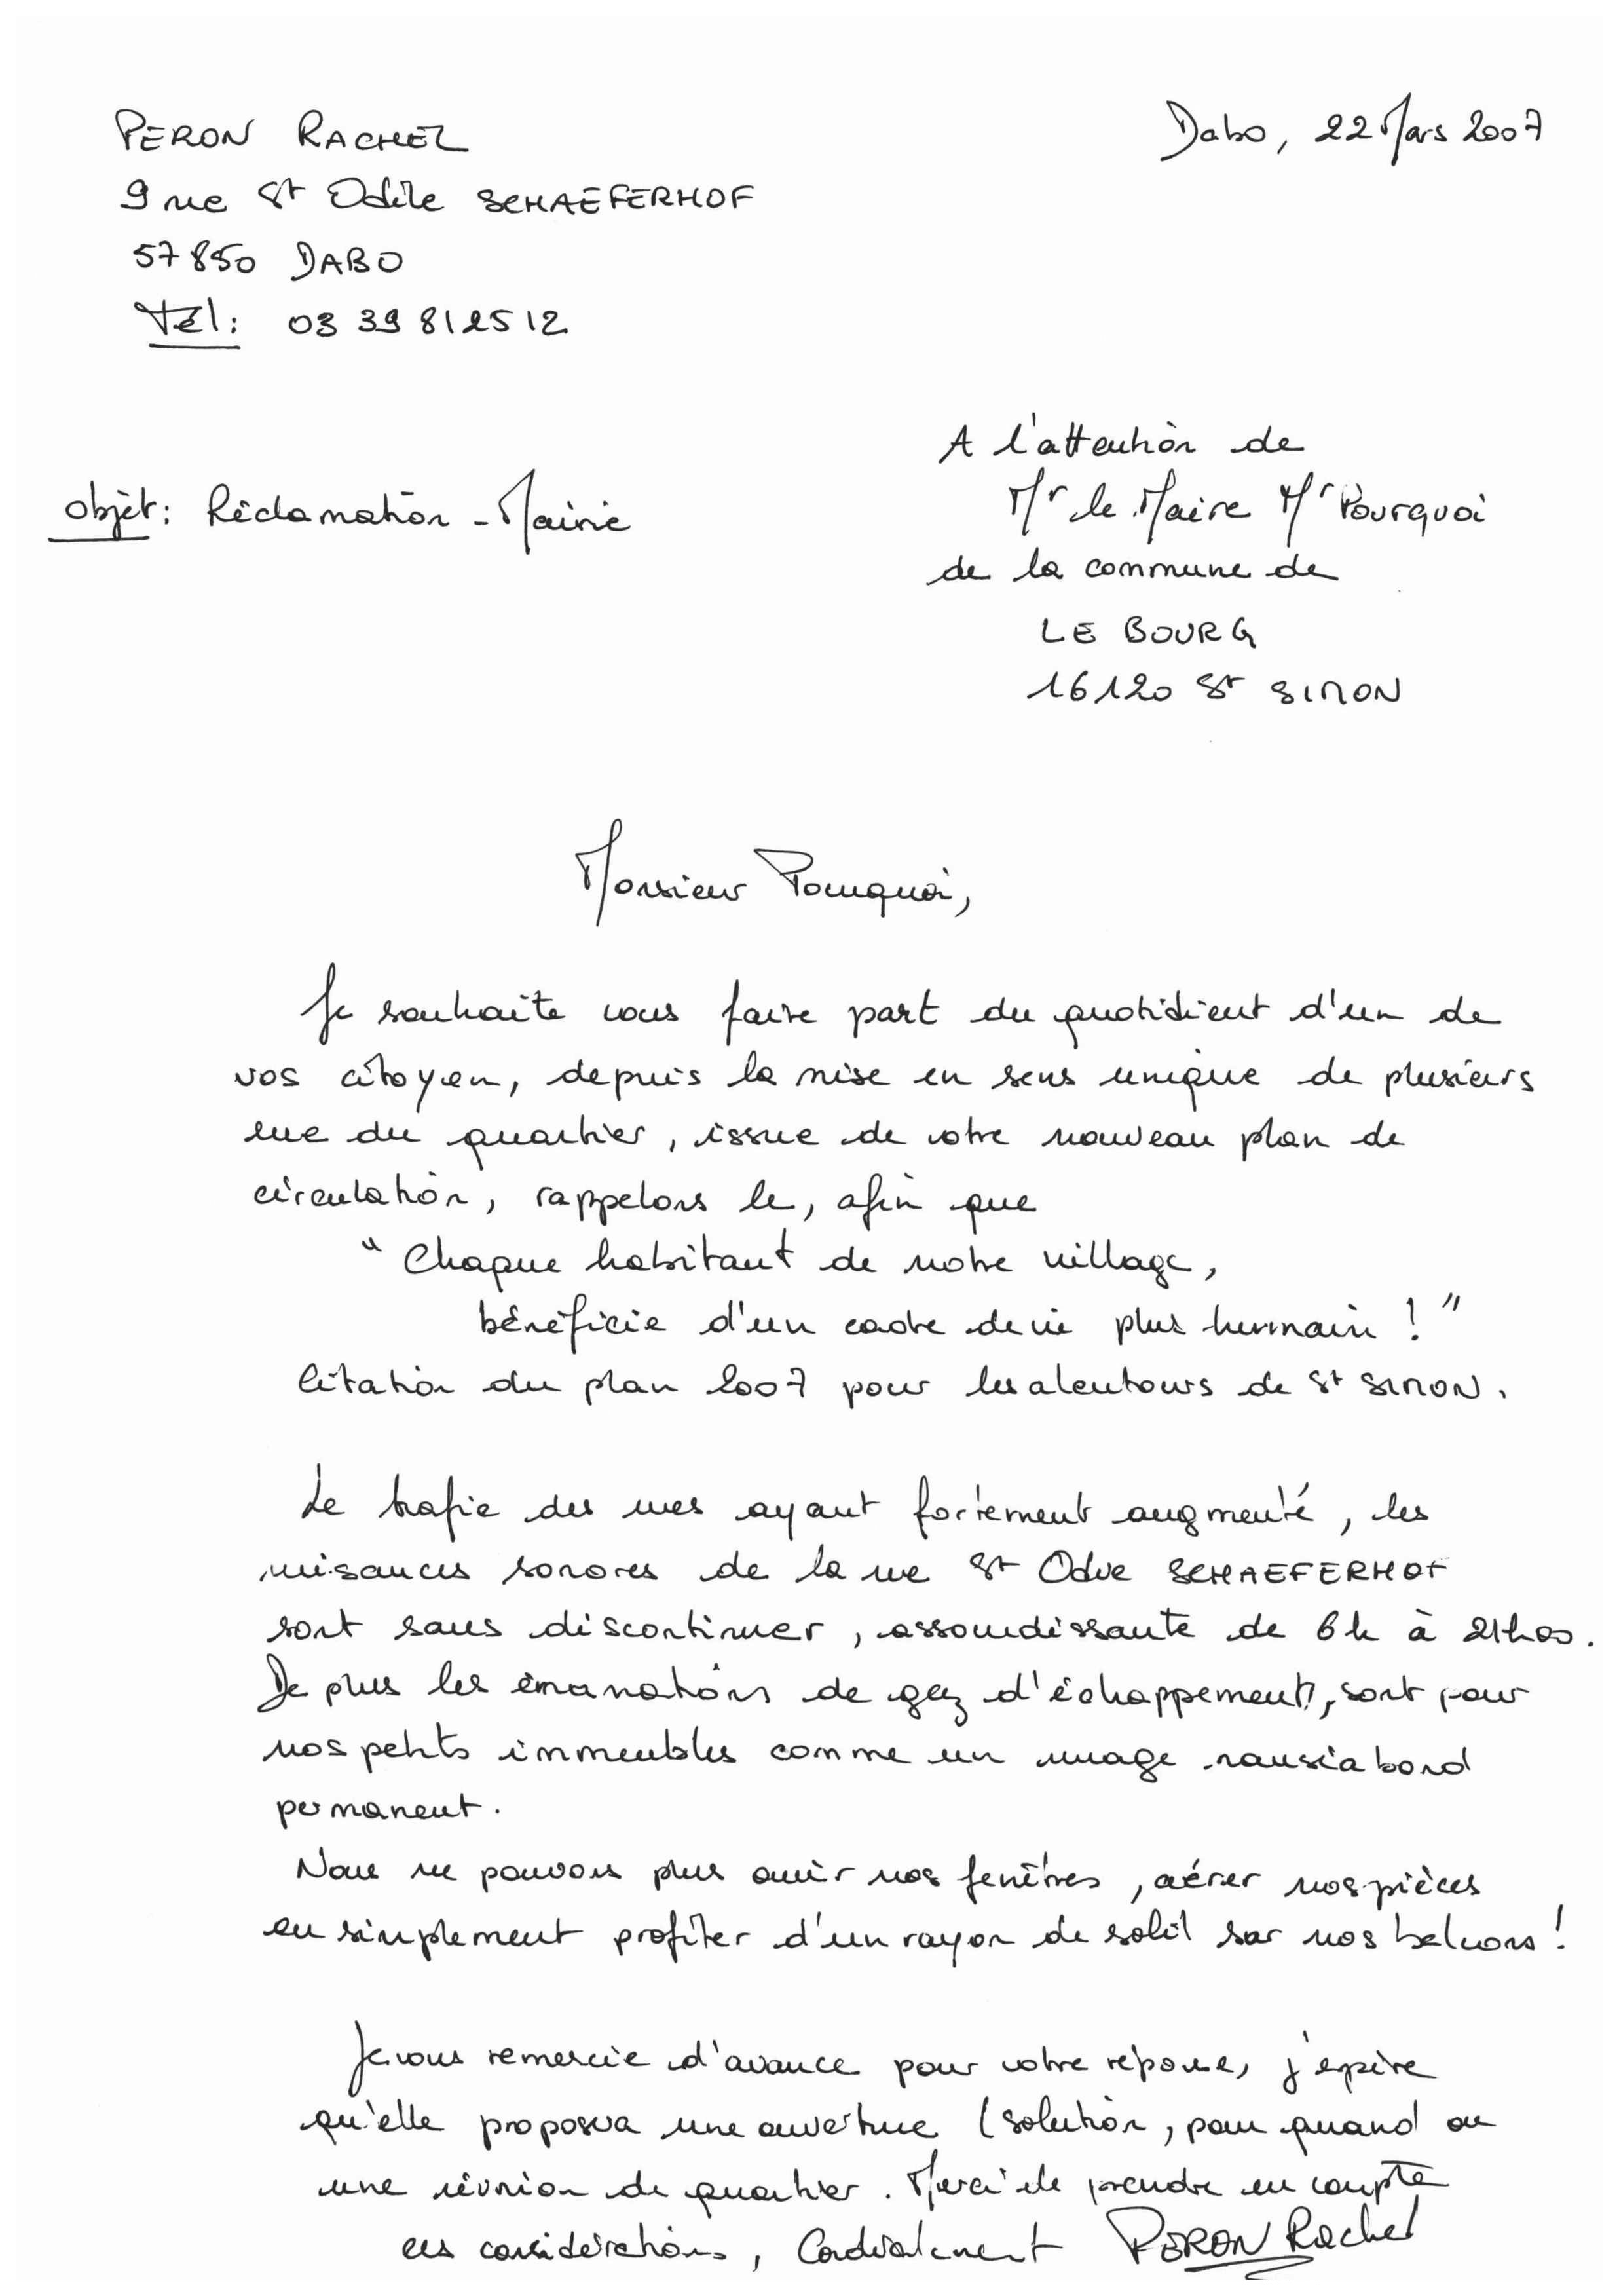 PERON RACHEL
Dabo, 22 Mars 2007
9 rue St Odile SCHAEFERHOF
57850 DABO
Tél: 03 39 81 25 12
A l'attention de
Mr le Maire Mr Pourquoi
de la commune de
LE BOURG
16120 St SIMON
objèt: Réclamation - Mairie
Monsieur Pourquoi,
Je souhaite vous faire part du quotidient d'un de
vos citoyen, depuis la mise en sens unique de plusieurs
rue du quartier, issue de votre nouveau plan de
circulation, rappelons le, afin que
"Chaque habitant de notre village,
bénéficie d'un cadre de vie plus humain !"
Citation du plan 2007 pour les alentours de St SIMON.
Le trafic des rues ayant fortement augmenté, les
nuisances sonores de la rue St Odile SCHAEFERHOF
sont sans discontinuer, assourdissante de 6h à 21h00.
De plus les émanations de gaz d'échappement, sont pour
nos petits immeubles comme un nuage nauséabond
permanent.
Nous ne pouvons plus ouvrir nos fenêtres, aérer nos pièces
ou simplement profiter d'un rayon de soleil sur nos balcons !
Je vous remercie d'avance pour votre réponse, j'espère
qu'elle proposera une ouverture (solution, pour quand ou
une réunion de quartier. Merci de prendre en compte
ces considérations, Cordialement PERON Rachel